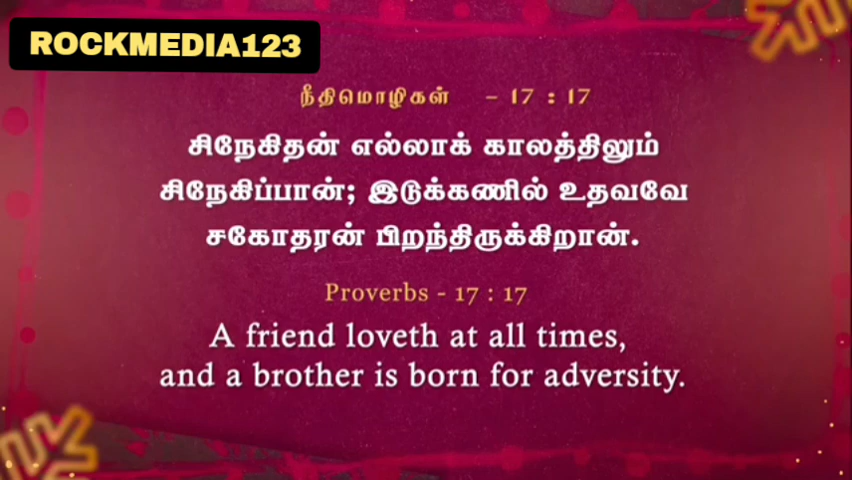 ROCKMEDIA123
நீதிமொழிகள் - 17 : 17
சிநேகிதன் எல்லாக் காலத்திலும்
சிநேகிப்பான்; இடுக்கணில் உதவவே
சகோதரன் பிறந்திருக்கிறான்.
Proverbs - 17 : 17
A friend loveth at all times,
and a brother is born for adversity.